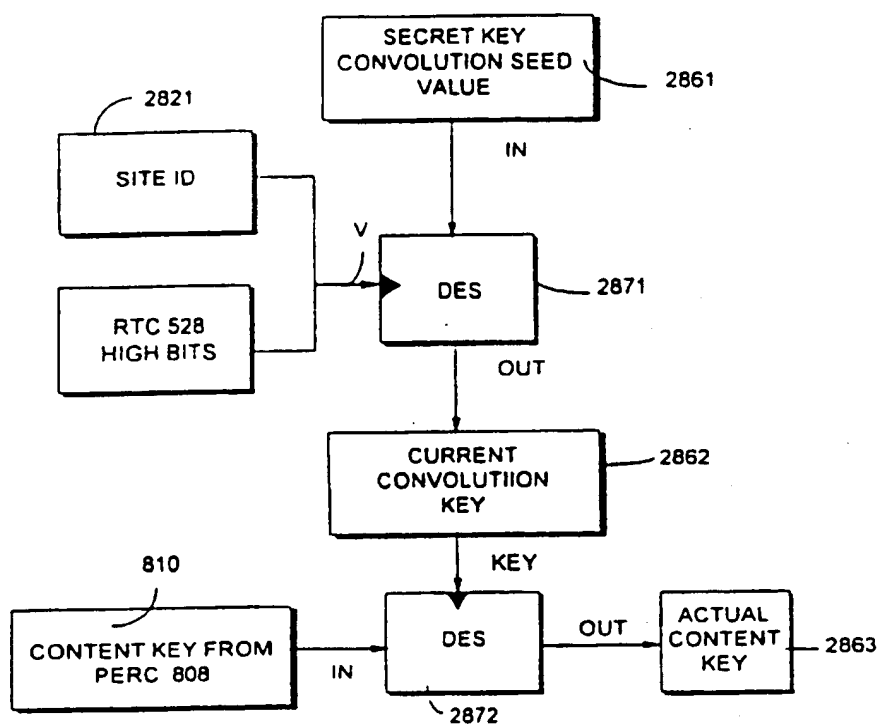 SECRET KEY
CONVOLUTION SEED
VALUE
2861
2821
SITE ID
IN
V
DES
2871
RTC 528
HIGH BITS
OUT
CURRENT
CONVOLUTIION
KEY
2862
KEY
810
CONTENT KEY FROM
PERC 808
IN
DES
OUT
ACTUAL
CONTENT
KEY
2863
2872